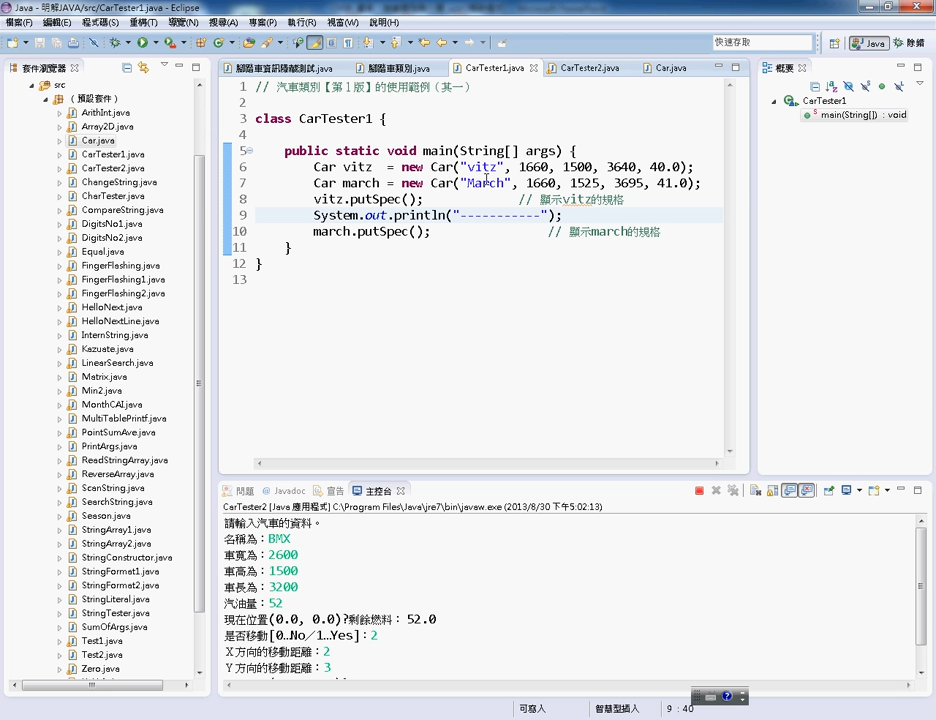 Java - 明解JAVA/src/CarTester1.java - Eclipse
檔案(F) 編輯(E) 程式碼(S) 重構(T) 導覽(N) 搜尋(A) 專案(P) 執行(R) 視窗(W) 說明(H)
快速存取
Java
除錯
套件瀏覽器
src
(預設套件)
ArithInt.java
Array2D.java
Car.java
CarTester1.java
CarTester2.java
ChangeString.java
CharTester.java
CompareString.java
DigitsNo1.java
DigitsNo2.java
Equal.java
FingerFlashing.java
FingerFlashing1.java
FingerFlashing2.java
HelloNext.java
HelloNextLine.java
InternString.java
Kazuate.java
LinearSearch.java
Matrix.java
Min2.java
MonthCAI.java
MultiTablePrintf.java
PointSumAve.java
PrintArgs.java
ReadStringArray.java
ReverseArray.java
ScanString.java
SearchString.java
Season.java
StringArray1.java
StringArray2.java
StringConstructor.java
StringFormat1.java
StringFormat2.java
StringLiteral.java
StringTester.java
SumOfArgs.java
Test1.java
Test2.java
Zero.java
腳踏車類別.java CarTester1.java CarTester2.java Car.java
1 // 汽車類別【第1版】的使用範例(其一)
2
3 class CarTester1 {
4
5 public static void main(String[] args) {
6 Car vitz = new Car("vitz", 1660, 1500, 3640, 40.0);
7 Car march = new Car("March", 1660, 1525, 3695, 41.0);
8 vitz.putSpec(); // 顯示vitz的規格
9 System.out.println("-----------");
10 march.putSpec(); // 顯示march的規格
11 }
12 }
13
概要
CarTester1
main(String[]) : void
問題 @ Javadoc 宣告 主控台
CarTester2 [Java 應用程式] C:\Program Files\Java\jre7\bin\javaw.exe (2013/8/30 下午5:02:13)
請輸入汽車的資料。
名稱為：BMX
車寬為：2600
車高為：1500
車長為：3200
汽油量：52
現在位置(0.0, 0.0)?剩餘燃料： 52.0
是否移動[0…No／1…Yes]：2
X方向的移動距離：2
Y方向的移動距離：3
可寫入 智慧型插入 9 : 40